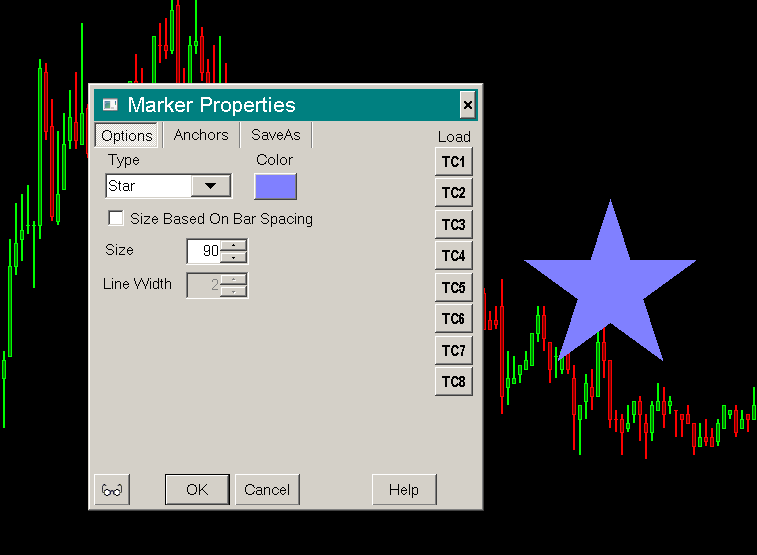 Marker Properties
Options Anchors SaveAs Load
Type Color
Star
Size Based On Bar Spacing
Size 90
Line Width 2
TC1
TC2
TC3
TC4
TC5
TC6
TC7
TC8
OK Cancel Help